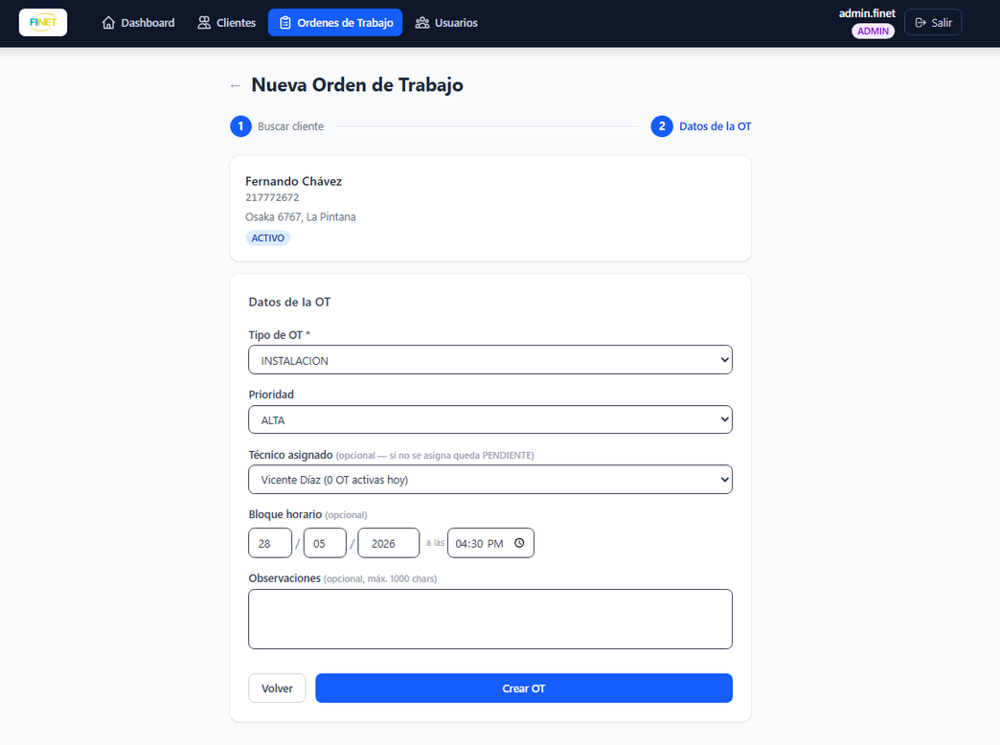 FINET
Dashboard
Clientes
Ordenes de Trabajo
Usuarios
admin.finet
ADMIN
Salir
← Nueva Orden de Trabajo
1 Buscar cliente
2 Datos de la OT
Fernando Chávez
217772672
Osaka 6767, La Pintana
ACTIVO
Datos de la OT
Tipo de OT *
INSTALACION
Prioridad
ALTA
Técnico asignado (opcional — si no se asigna queda PENDIENTE)
Vicente Díaz (0 OT activas hoy)
Bloque horario (opcional)
28 / 05 / 2026 a las 04:30 PM
Observaciones (opcional, máx. 1000 chars)
Volver
Crear OT